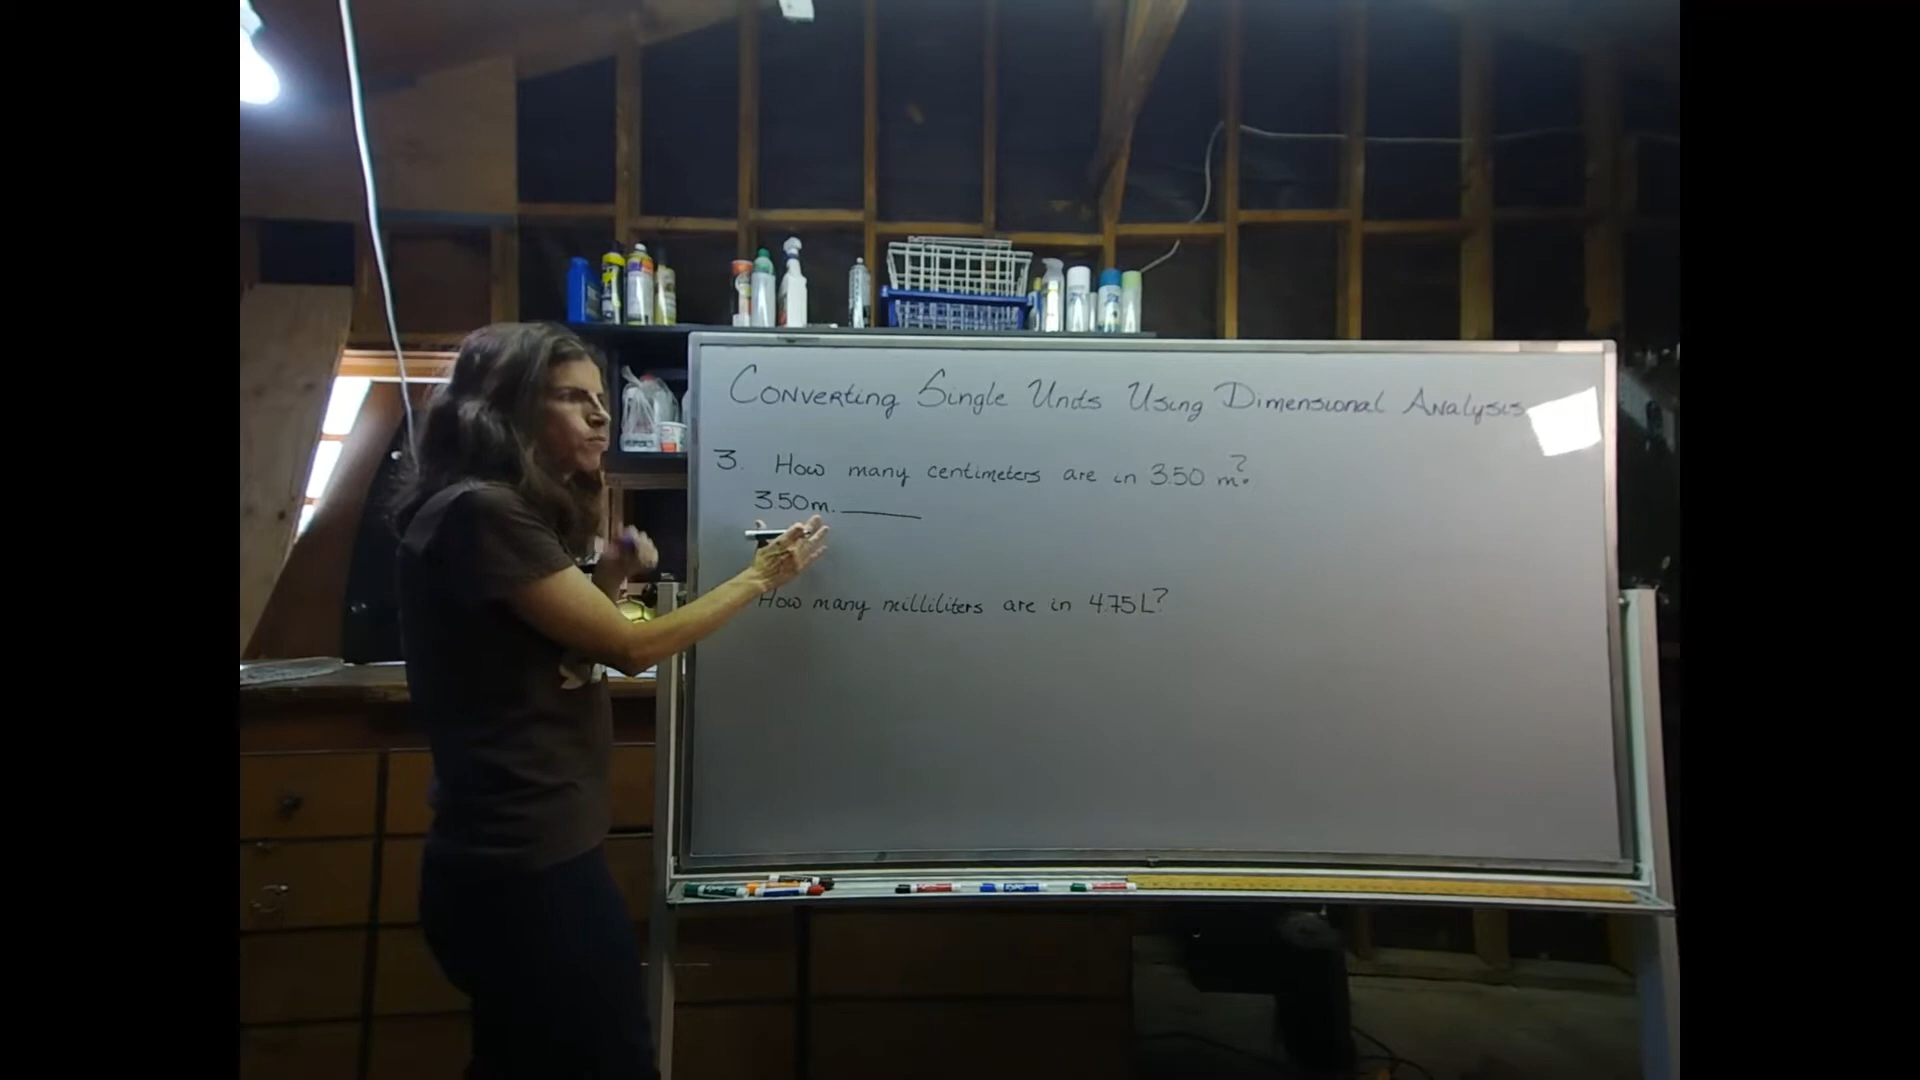 Converting Single Units Using Dimensional Analysis
3. How many centimeters are in 3.50 m?
3.50m. ______
How many milliliters are in 4.75L?